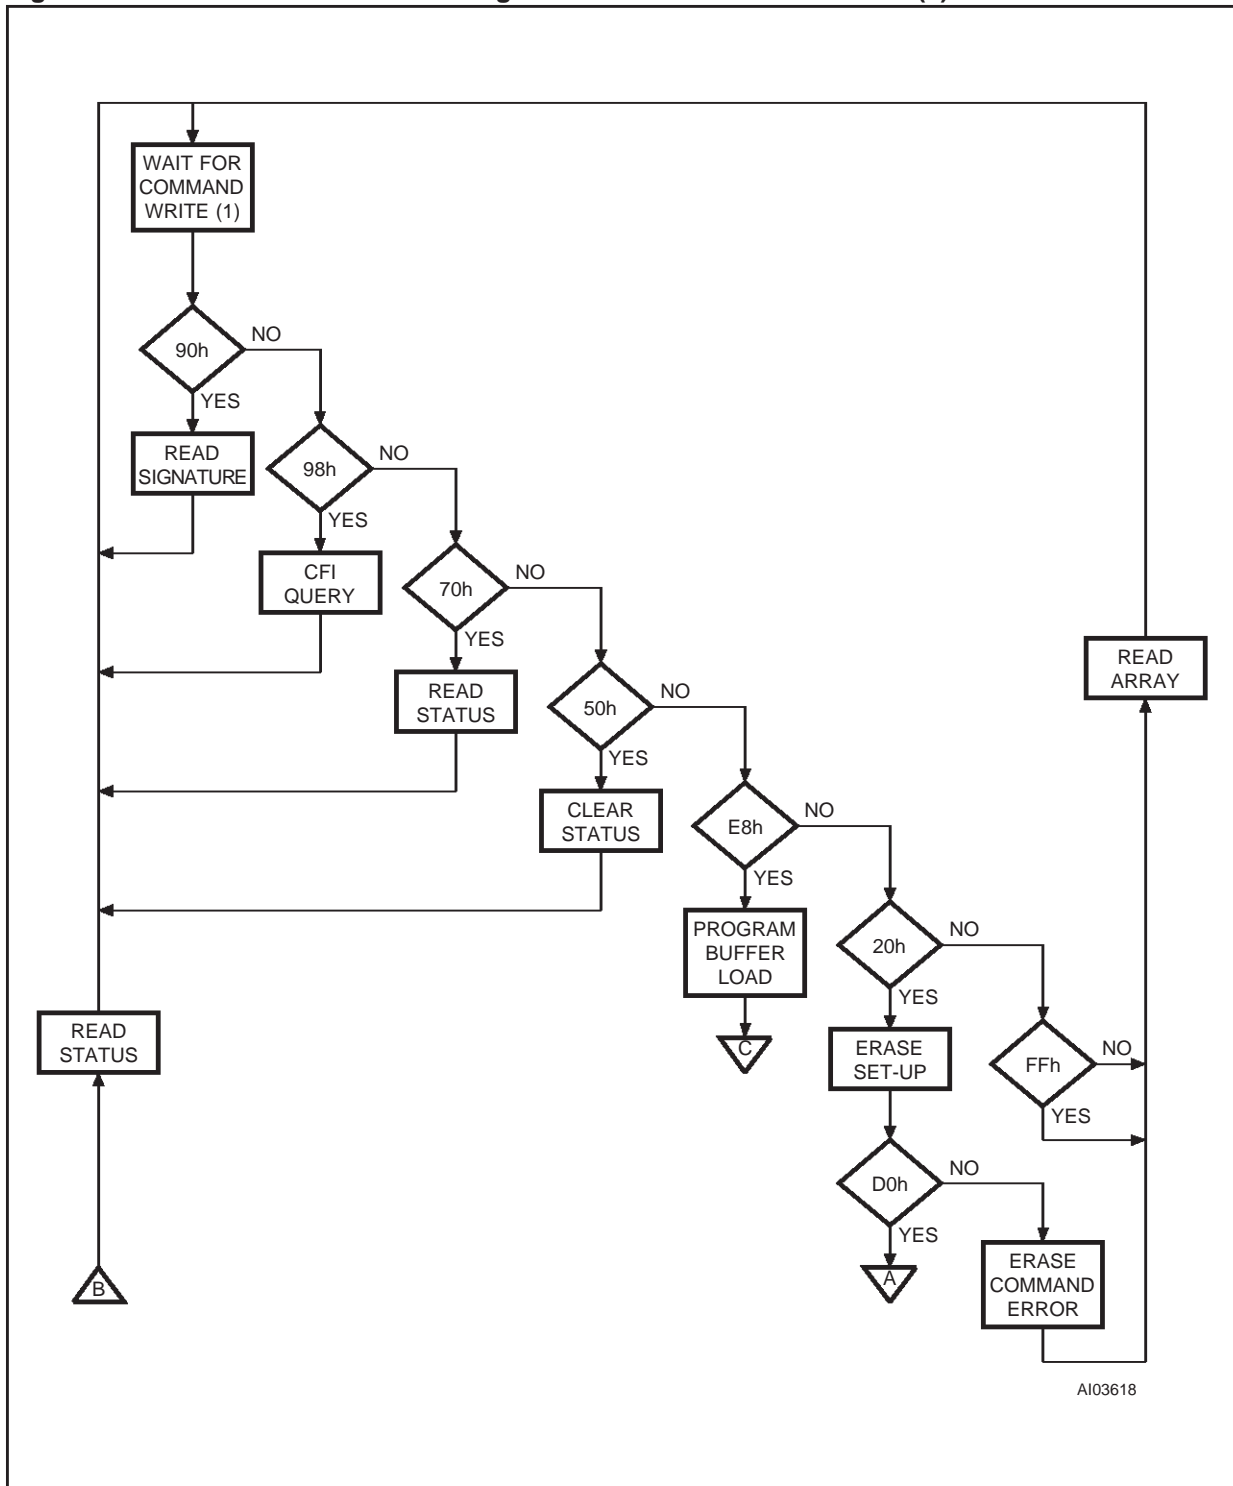 WAIT FOR
COMMAND
WRITE (1)
90h
NO
YES
READ
SIGNATURE
98h
NO
YES
CFI
QUERY
70h
NO
YES
READ
STATUS
50h
NO
YES
CLEAR
STATUS
E8h
NO
YES
PROGRAM
BUFFER
LOAD
C
20h
NO
YES
ERASE
SET-UP
FFh
NO
YES
D0h
NO
YES
A
ERASE
COMMAND
ERROR
READ
ARRAY
READ
STATUS
B
AI03618